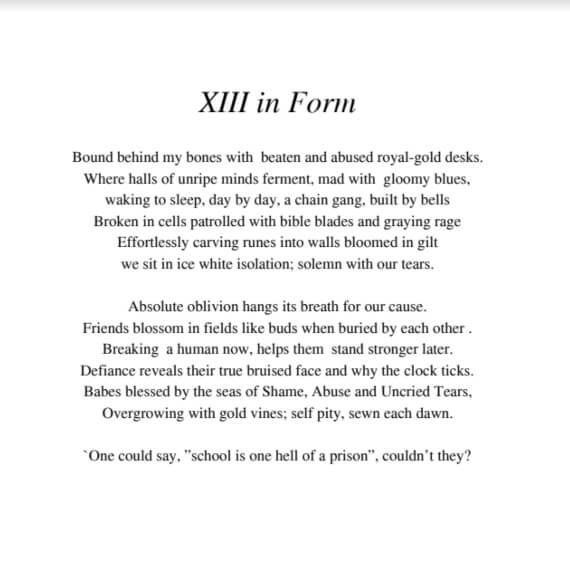 XIII in Form
Bound behind my bones with beaten and abused royal-gold desks.
Where halls of unripe minds ferment, mad with gloomy blues,
waking to sleep, day by day, a chain gang, built by bells
Broken in cells patrolled with bible blades and graying rage
Effortlessly carving runes into walls bloomed in gilt
we sit in ice white isolation; solemn with our tears.
Absolute oblivion hangs its breath for our cause.
Friends blossom in fields like buds when buried by each other .
Breaking a human now, helps them stand stronger later.
Defiance reveals their true bruised face and why the clock ticks.
Babes blessed by the seas of Shame, Abuse and Uncried Tears,
Overgrowing with gold vines; self pity, sewn each dawn.
`One could say, ”school is one hell of a prison”, couldn’t they?